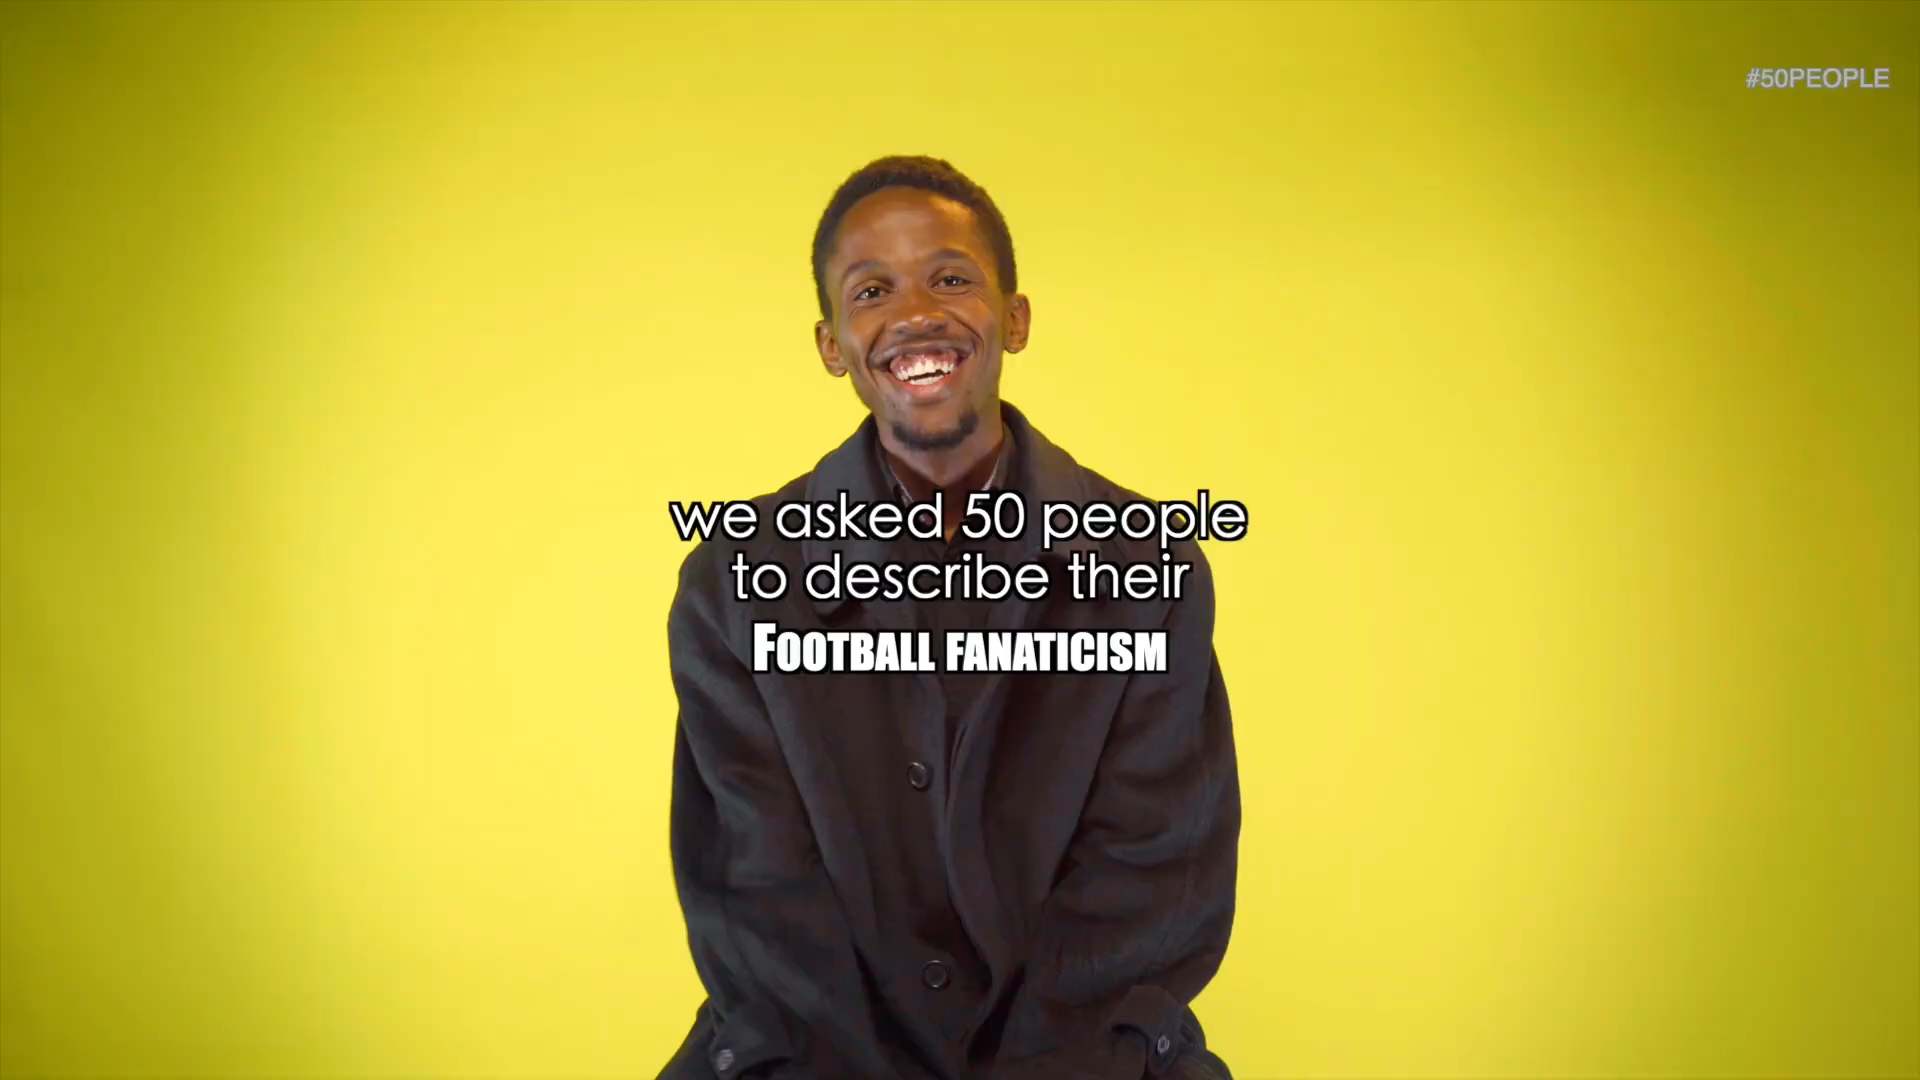 #50PEOPLE
we asked 50 people
to describe their
FOOTBALL FANATICISM